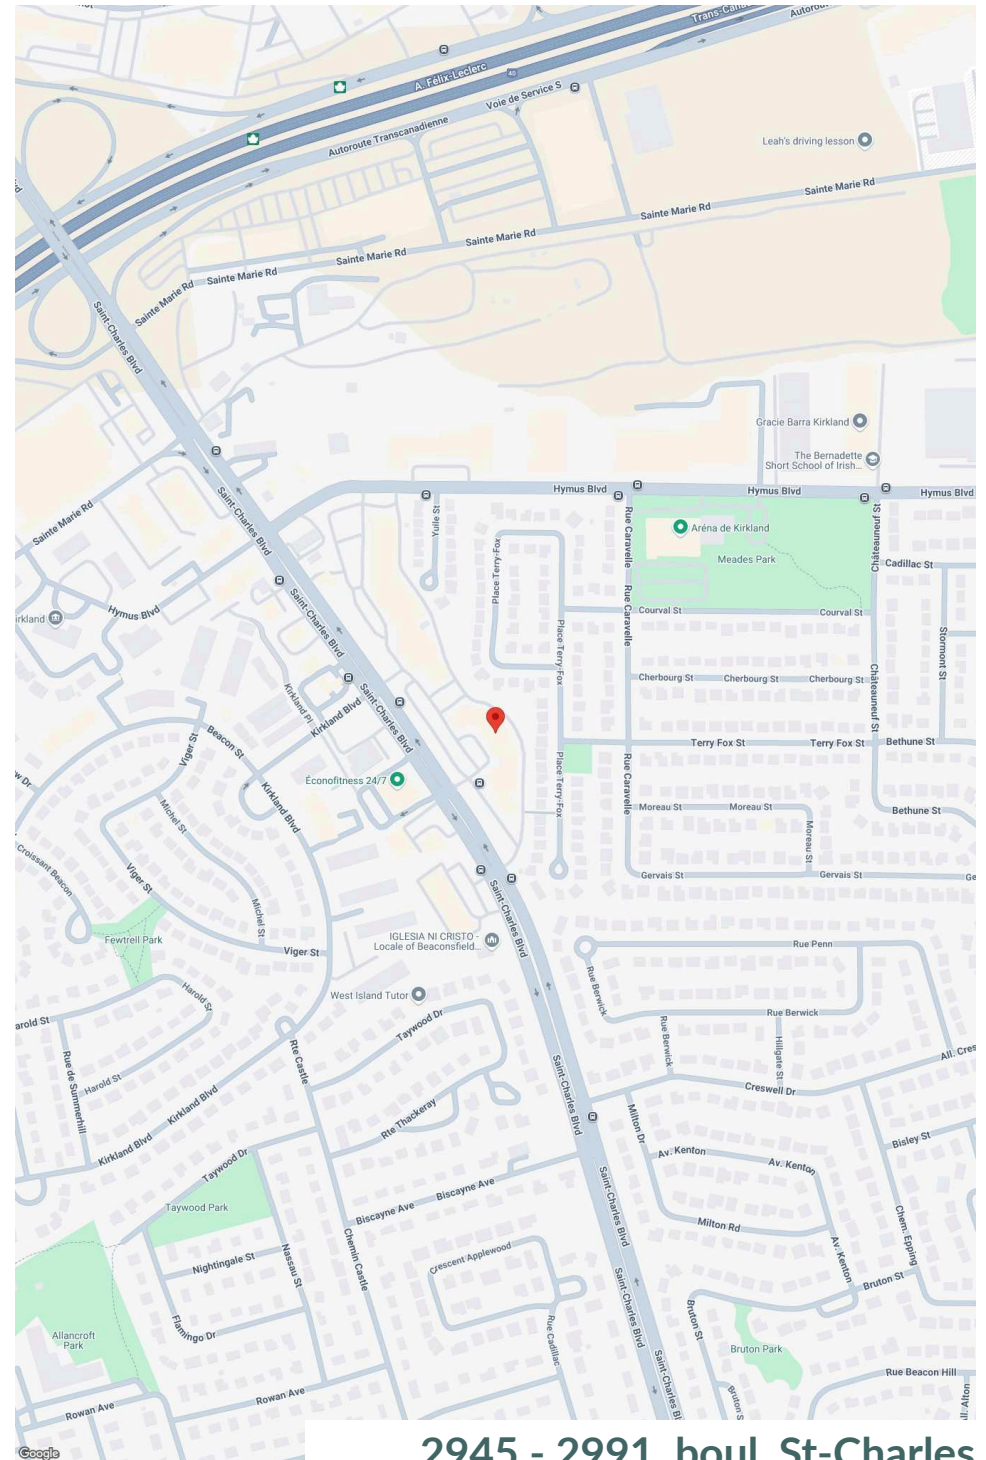 A. Félix-Leclerc
40
Voie de Service S
Autoroute Transcanadienne
Leah's driving lesson
Sainte Marie Rd
Sainte Marie Rd
Sainte Marie Rd
Sainte Marie Rd
Sainte Marie Rd
Sainte Marie Rd
Saint-Charles Blvd
Gracie Barra Kirkland
The Bernadette
Short School of Irish...
Hymus Blvd
Hymus Blvd
Hymus Blvd
Saint-Charles Blvd
Sainte Marie Rd
Yulle St
Rue Caravelle
Aréna de Kirkland
Châteauneuf St
Place Terry-Fox
Meades Park
Cadillac St
Hymus Blvd
Saint-Charles Blvd
Rue Caravelle
Courval St
Courval St
Place Terry-Fox
Stormont St
Cherbourg St
Cherbourg St
Cherbourg St
Châteauneuf St
Kirkland Pl
Kirkland Blvd
Saint-Charles Blvd
Viger St
Beacon St
Terry Fox St
Terry Fox St
Bethune St
Place Terry-Fox
Rue Caravelle
Éconofitness 24/7
Kirkland Blvd
Michel St
Moreau St
Moreau St
Bethune St
Moreau St
Croissant Beacon
Viger St
Gervais St
Gervais St
Michel St
Saint-Charles Blvd
Fewtrell Park
Viger St
IGLESIA NI CRISTO -
Locale of Beaconsfield...
Rue Penn
West Island Tutor
Harold St
Rue Berwick
Rue Berwick
Taywood Dr
Rue Berwick
Hillgate St
Rte Castle
Rue de Summerhill
Harold St
Creswell Dr
Saint-Charles Blvd
Kirkland Blvd
Rte Thackeray
Milton Dr
Bisley St
Kirkland Blvd
Taywood Dr
Av. Kenton
Av. Kenton
Biscayne Ave
Biscayne Ave
Saint-Charles Blvd
Taywood Park
Milton Rd
Chem. Epping
Chemin Castle
Nightingale St
Nassau St
Crescent Applewood
Av. Kenton
Bruton St
Saint-Charles Blvd
Flamingo Dr
Bruton St
Allancroft
Park
Rue Cadillac
Bruton Park
Rue Beacon Hill
Rowan Ave
Rowan Ave
Google
2945 - 2991, boul. St-Charles